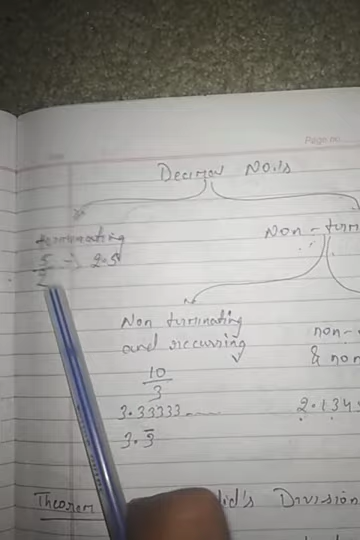 Page no.
Decimal No.s
terminating
5/2 → 2.5
Non-term
Non terminating
and reccurring
10/3
3.33333.....
3.3̅
non-
& non
2.134
Theorem
Division